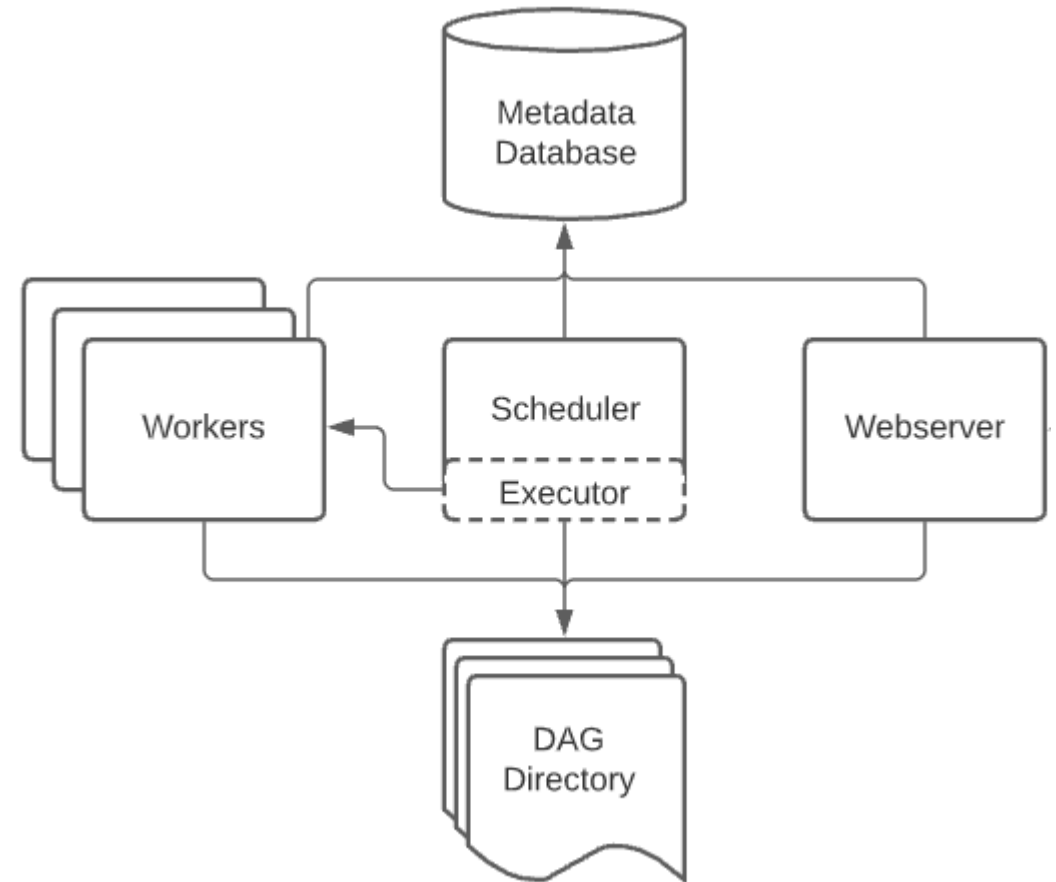 Metadata
Database
Workers
Scheduler
Executor
Webserver
DAG
Directory